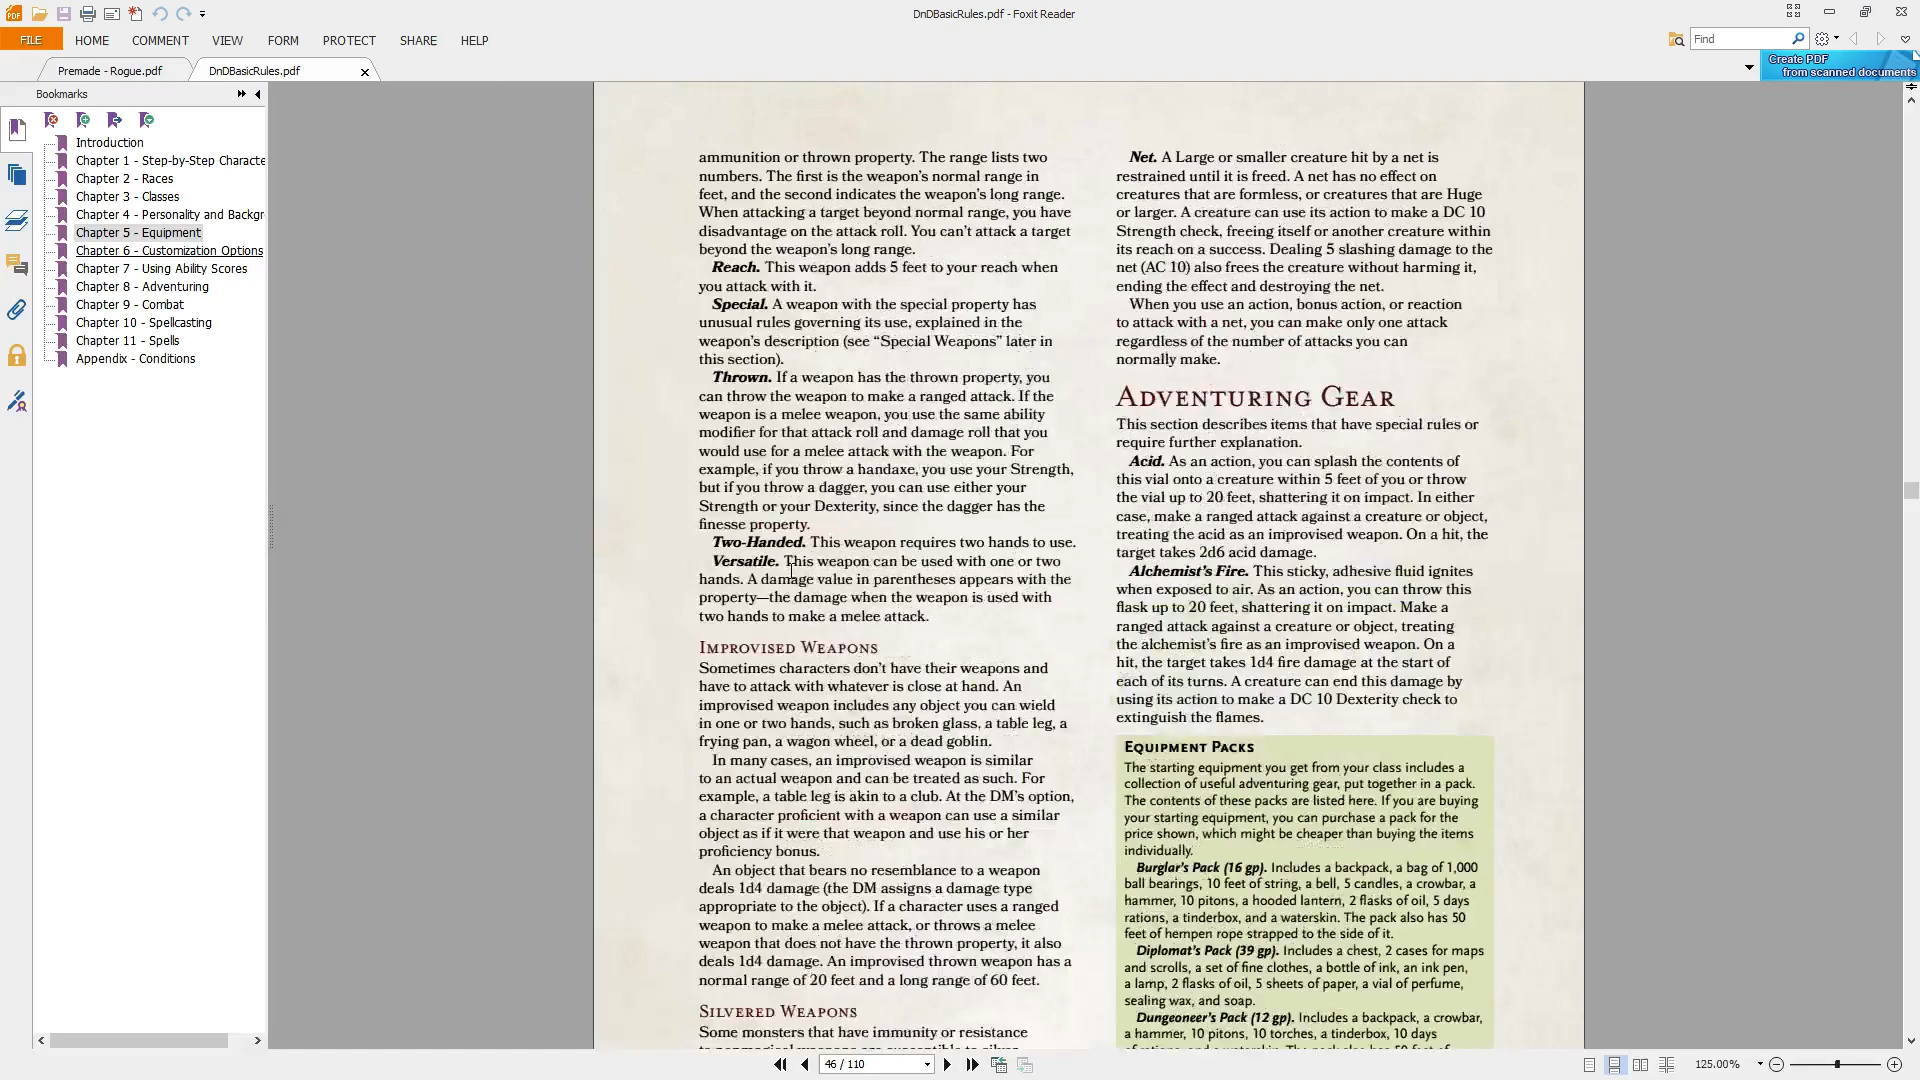 DnDBasicRules.pdf - Foxit Reader
FILE
HOME
COMMENT
VIEW
FORM
PROTECT
SHARE
HELP
Find
Premade - Rogue.pdf
DnDBasicRules.pdf
Create PDF
from scanned documents
Bookmarks
Introduction
Chapter 1 - Step-by-Step Characte
Chapter 2 - Races
Chapter 3 - Classes
Chapter 4 - Personality and Backgr
Chapter 5 - Equipment
Chapter 6 - Customization Options
Chapter 7 - Using Ability Scores
Chapter 8 - Adventuring
Chapter 9 - Combat
Chapter 10 - Spellcasting
Chapter 11 - Spells
Appendix - Conditions
ammunition or thrown property. The range lists two
numbers. The first is the weapon's normal range in
feet, and the second indicates the weapon's long range.
When attacking a target beyond normal range, you have
disadvantage on the attack roll. You can't attack a target
beyond the weapon's long range.
Reach. This weapon adds 5 feet to your reach when
you attack with it.
Special. A weapon with the special property has
unusual rules governing its use, explained in the
weapon's description (see “Special Weapons” later in
this section).
Thrown. If a weapon has the thrown property, you
can throw the weapon to make a ranged attack. If the
weapon is a melee weapon, you use the same ability
modifier for that attack roll and damage roll that you
would use for a melee attack with the weapon. For
example, if you throw a handaxe, you use your Strength,
but if you throw a dagger, you can use either your
Strength or your Dexterity, since the dagger has the
finesse property.
Two-Handed. This weapon requires two hands to use.
Versatile. This weapon can be used with one or two
hands. A damage value in parentheses appears with the
property—the damage when the weapon is used with
two hands to make a melee attack.
IMPROVISED WEAPONS
Sometimes characters don't have their weapons and
have to attack with whatever is close at hand. An
improvised weapon includes any object you can wield
in one or two hands, such as broken glass, a table leg, a
frying pan, a wagon wheel, or a dead goblin.
In many cases, an improvised weapon is similar
to an actual weapon and can be treated as such. For
example, a table leg is akin to a club. At the DM's option,
a character proficient with a weapon can use a similar
object as if it were that weapon and use his or her
proficiency bonus.
An object that bears no resemblance to a weapon
deals 1d4 damage (the DM assigns a damage type
appropriate to the object). If a character uses a ranged
weapon to make a melee attack, or throws a melee
weapon that does not have the thrown property, it also
deals 1d4 damage. An improvised thrown weapon has a
normal range of 20 feet and a long range of 60 feet.
SILVERED WEAPONS
Some monsters that have immunity or resistance
Net. A Large or smaller creature hit by a net is
restrained until it is freed. A net has no effect on
creatures that are formless, or creatures that are Huge
or larger. A creature can use its action to make a DC 10
Strength check, freeing itself or another creature within
its reach on a success. Dealing 5 slashing damage to the
net (AC 10) also frees the creature without harming it,
ending the effect and destroying the net.
When you use an action, bonus action, or reaction
to attack with a net, you can make only one attack
regardless of the number of attacks you can
normally make.
ADVENTURING GEAR
This section describes items that have special rules or
require further explanation.
Acid. As an action, you can splash the contents of
this vial onto a creature within 5 feet of you or throw
the vial up to 20 feet, shattering it on impact. In either
case, make a ranged attack against a creature or object,
treating the acid as an improvised weapon. On a hit, the
target takes 2d6 acid damage.
Alchemist's Fire. This sticky, adhesive fluid ignites
when exposed to air. As an action, you can throw this
flask up to 20 feet, shattering it on impact. Make a
ranged attack against a creature or object, treating
the alchemist's fire as an improvised weapon. On a
hit, the target takes 1d4 fire damage at the start of
each of its turns. A creature can end this damage by
using its action to make a DC 10 Dexterity check to
extinguish the flames.
EQUIPMENT PACKS
The starting equipment you get from your class includes a
collection of useful adventuring gear, put together in a pack.
The contents of these packs are listed here. If you are buying
your starting equipment, you can purchase a pack for the
price shown, which might be cheaper than buying the items
individually.
Burglar's Pack (16 gp). Includes a backpack, a bag of 1,000
ball bearings, 10 feet of string, a bell, 5 candles, a crowbar, a
hammer, 10 pitons, a hooded lantern, 2 flasks of oil, 5 days
rations, a tinderbox, and a waterskin. The pack also has 50
feet of hempen rope strapped to the side of it.
Diplomat's Pack (39 gp). Includes a chest, 2 cases for maps
and scrolls, a set of fine clothes, a bottle of ink, an ink pen,
a lamp, 2 flasks of oil, 5 sheets of paper, a vial of perfume,
sealing wax, and soap.
Dungeoneer's Pack (12 gp). Includes a backpack, a crowbar,
a hammer, 10 pitons, 10 torches, a tinderbox, 10 days
46 / 110
125.00%